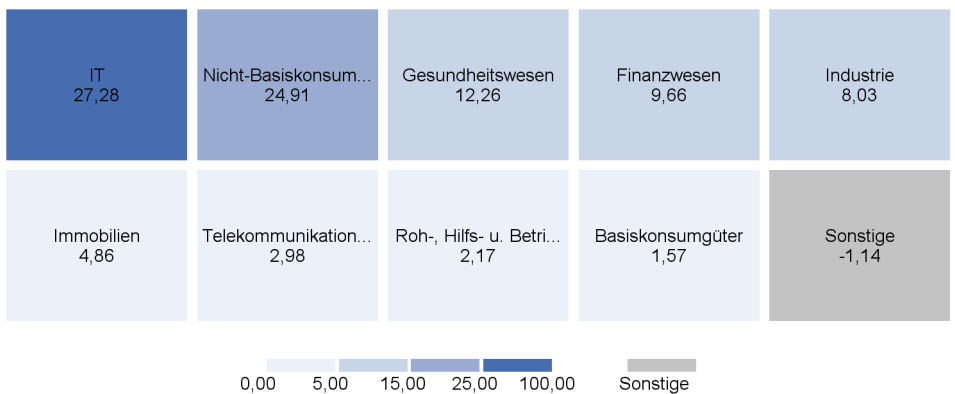 IT
27,28
Nicht-Basiskonsum...
24,91
Gesundheitswesen
12,26
Finanzwesen
9,66
Industrie
8,03
Immobilien
4,86
Telekommunikation...
2,98
Roh-, Hilfs- u. Betri...
2,17
Basiskonsumgüter
1,57
Sonstige
-1,14
0,00 5,00 15,00 25,00 100,00 Sonstige